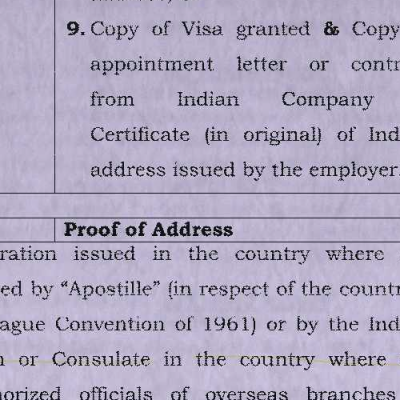 9. Copy of Visa granted & Copy
appointment letter or contr
from Indian Company
Certificate (in original) of Ind
address issued by the employer.
Proof of Address
ration issued in the country where
ed by “Apostille” (in respect of the countr
ague Convention of 1961) or by the Ind
n or Consulate in the country where
horized officials of overseas branches